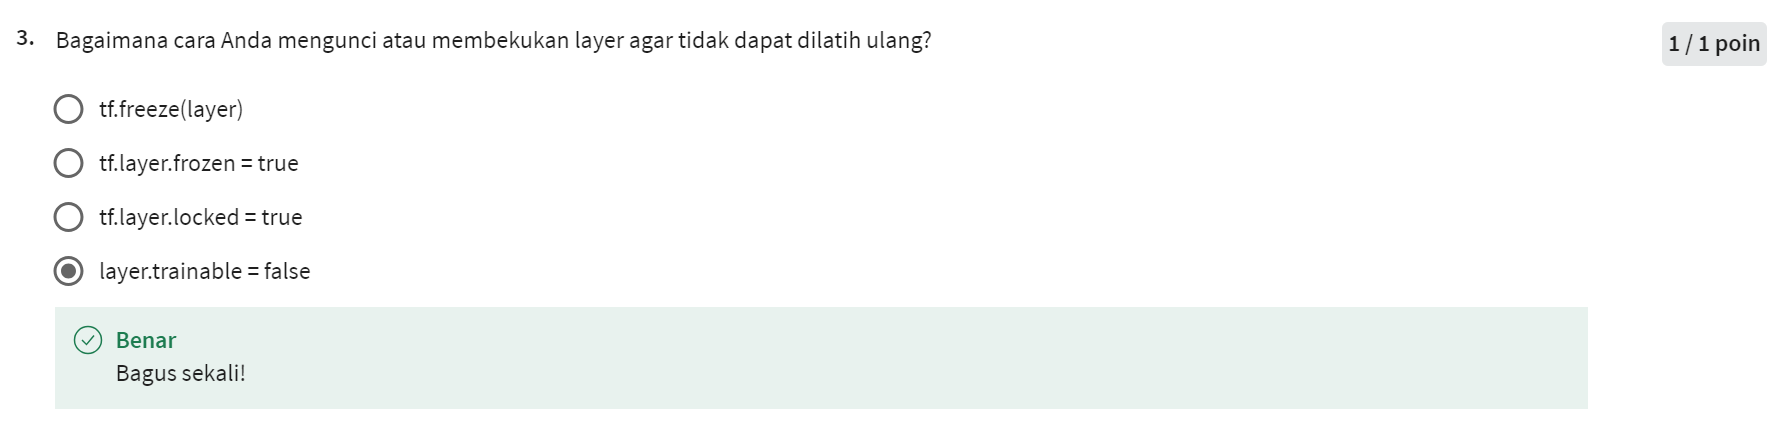 3. Bagaimana cara Anda mengunci atau membekukan layer agar tidak dapat dilatih ulang?
1 / 1 poin
tf.freeze(layer)
tf.layer.frozen = true
tf.layer.locked = true
layer.trainable = false
Benar
Bagus sekali!